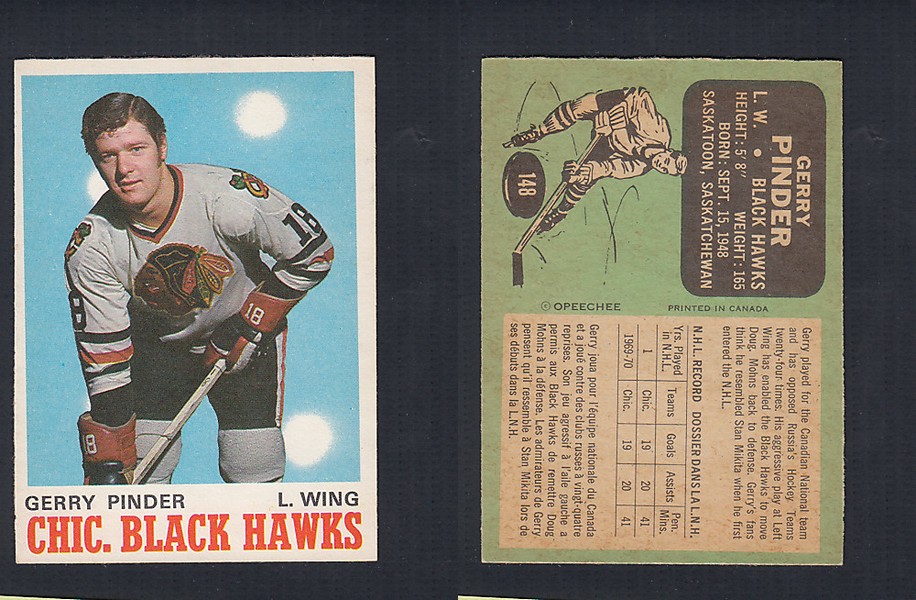 18
18
18
8
GERRY PINDER L. WING
CHIC. BLACK HAWKS
148
GERRY
PINDER
L. W. • BLACK HAWKS
HEIGHT: 5' 8" WEIGHT: 165
BORN: SEPT. 15, 1948
SASKATOON, SASKATCHEWAN
© OPEECHEE PRINTED IN CANADA
Gerry played for the Canadian National team
and has opposed Russia's Hockey Teams
twenty-four times. His aggressive play at Left
Wing has enabled the Black Hawks to move
Doug Mohns back to defense. Gerry's fans
think he resembled Stan Mikita when he first
entered the N.H.L.
N.H.L. RECORD DOSSIER DANS LA L.N.H.
Yrs. Played in N.H.L. Teams Goals Assists Pen. Mins.
1 Chic. 19 20 41
1969-70 Chic. 19 20 41
Gerry joua pour l'équipe nationale du Canada
et a joué contre des clubs russes à vingt-quatre
reprises. Son jeu agressif à l'aile gauche a
permis aux Black Hawks de remettre Doug
Mohns à la défense. Les admirateurs de Gerry
pensent qu'il ressemble à Stan Mikita lors de
ses débuts dans la L.N.H.